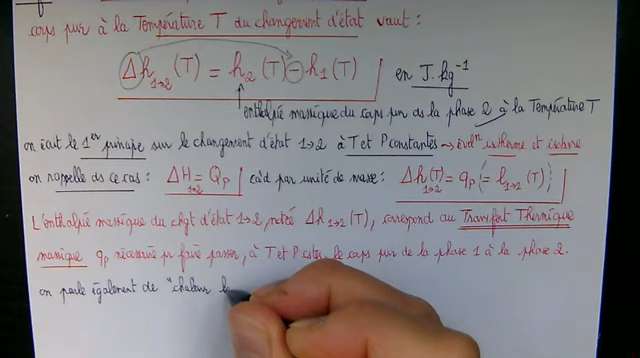 corps pur à la Température T du changement d'état vaut :
Δh1→2 (T) = h2 (T) − h1 (T) en J.kg⁻¹
enthalpie massique du corps pur ds la phase 2 à la Température T
on écrit le 1er principe sur le changement d'état 1→2 à T et P constantes → évoln isotherme et isobare
on rappelle ds ce cas : ΔH1→2 = Qp càd par unité de masse : Δh(T)1→2 = qp (= l1→2 (T))
L'enthalpie massique du chgt d'état 1→2, notée Δh1→2 (T), correspond au Transfert Thermique
massique qp nécessaire pr faire passer, à T et P cstes, le corps pur de la phase 1 à la phase 2.
on parle également de "chaleur l